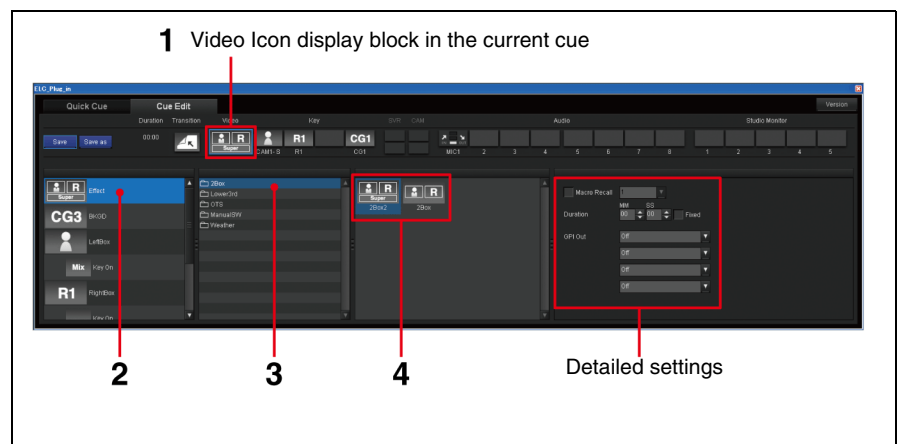 1 Video Icon display block in the current cue
ELC_Plug_in
Quick Cue Cue Edit Version
Duration Transition Video Key SVR CAM Audio Studio Monitor
Save Save as 00:00 R Super R1 CG1
CAM1-S R1 CG1 MIC1 2 3 4 5 6 7 8 1 2 3 4 5
R Super Effect
CG3 BKGD
LeftBox
Mix Key On
R1 RightBox
Key On
2Box
Lower3rd
OTS
ManualSW
Weather
R Super R
2Box2 2Box
Macro Recall 1
MM SS
Duration 00 00 Fixed
GPI Out Off
Off
Off
Off
2 3 4 Detailed settings